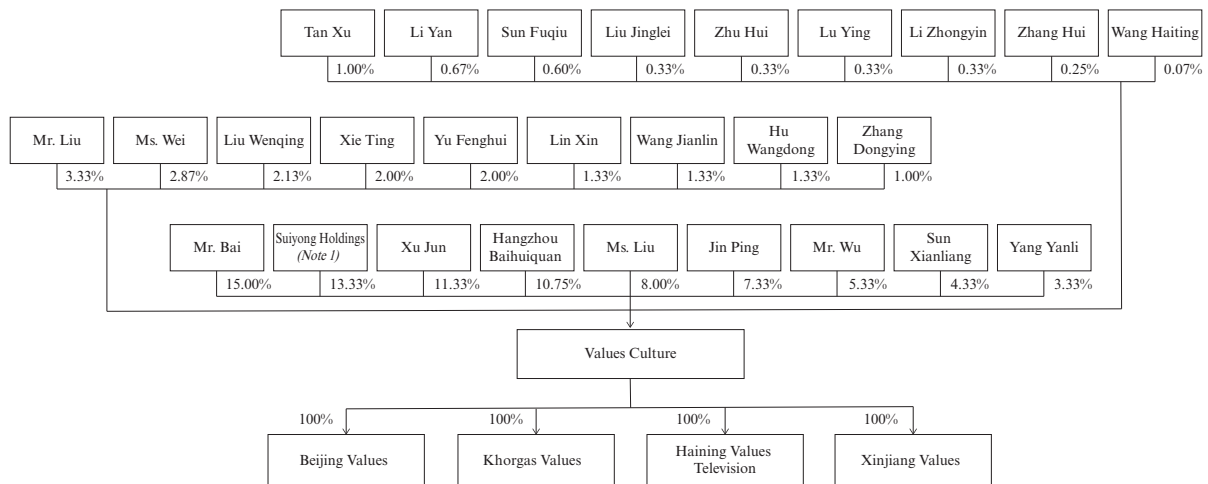 Tan Xu
Li Yan
Sun Fuqiu
Liu Jinglei
Zhu Hui
Lu Ying
Li Zhongyin
Zhang Hui
Wang Haiting
1.00%
0.67%
0.60%
0.33%
0.33%
0.33%
0.33%
0.25%
0.07%
Mr. Liu
Ms. Wei
Liu Wenqing
Xie Ting
Yu Fenghui
Lin Xin
Wang Jianlin
Hu
Wangdong
Zhang
Dongying
3.33%
2.87%
2.13%
2.00%
2.00%
1.33%
1.33%
1.33%
1.00%
Mr. Bai
Suiyong Holdings
(Note 1)
Xu Jun
Hangzhou
Baihuiquan
Ms. Liu
Jin Ping
Mr. Wu
Sun
Xianliang
Yang Yanli
15.00%
13.33%
11.33%
10.75%
8.00%
7.33%
5.33%
4.33%
3.33%
Values Culture
100%
100%
100%
100%
Beijing Values
Khorgas Values
Haining Values
Television
Xinjiang Values